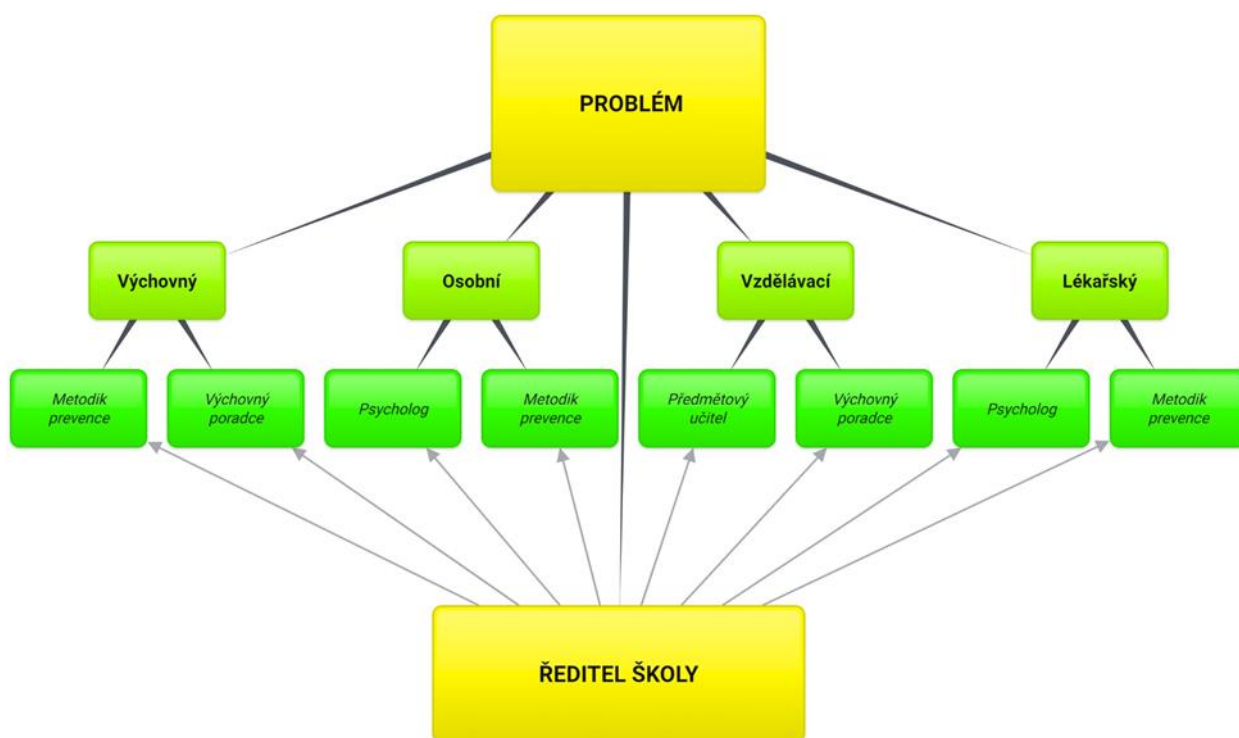 PROBLÉM
Výchovný
Osobní
Vzdělávací
Lékařský
Metodik
prevence
Výchovný
poradce
Psycholog
Metodik
prevence
Předmětový
učitel
Výchovný
poradce
Psycholog
Metodik
prevence
ŘEDITEL ŠKOLY